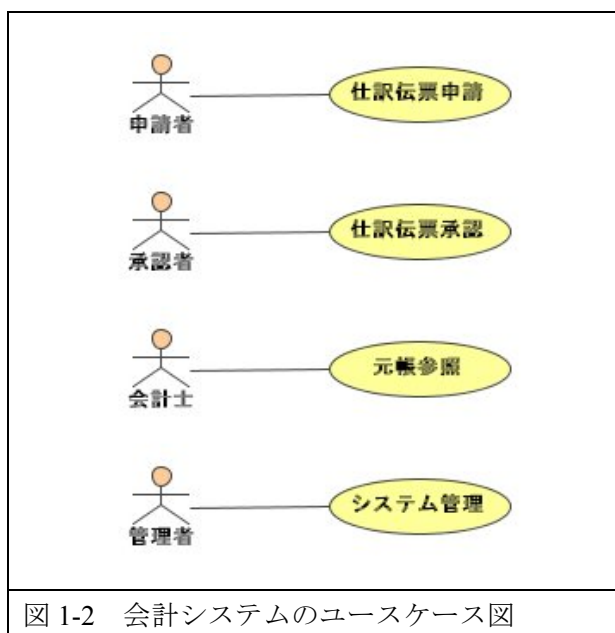 申請者
仕訳伝票申請
承認者
仕訳伝票承認
会計士
元帳参照
管理者
システム管理
図 1-2 会計システムのユースケース図